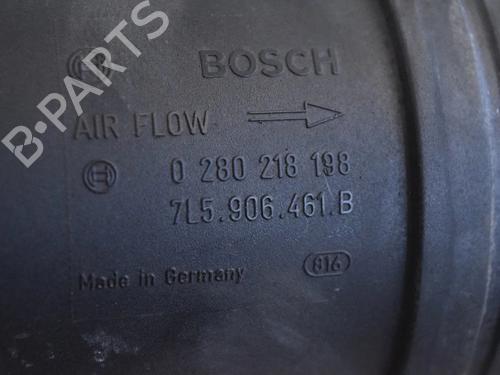 B-PARTS
BOSCH
AIR FLOW
0 280 218 198
7L5.906.461.B
Made in Germany
816